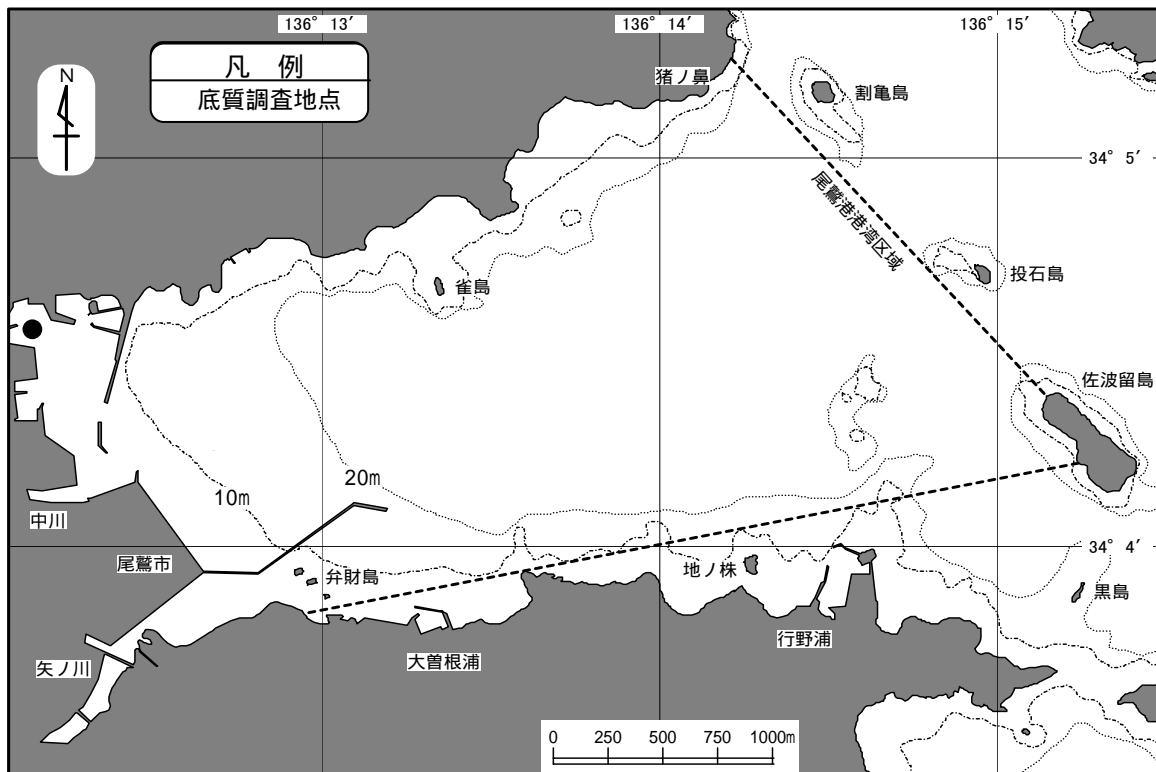 136° 13′
136° 14′
136° 15′
N
凡 例
底質調査地点
猪ノ鼻
割亀島
34° 5′
尾鷲港港湾区域
雀島
投石島
佐波留島
10m
20m
中川
尾鷲市
弁財島
34° 4′
地ノ株
黒島
行野浦
大曽根浦
矢ノ川
0 250 500 750 1000m